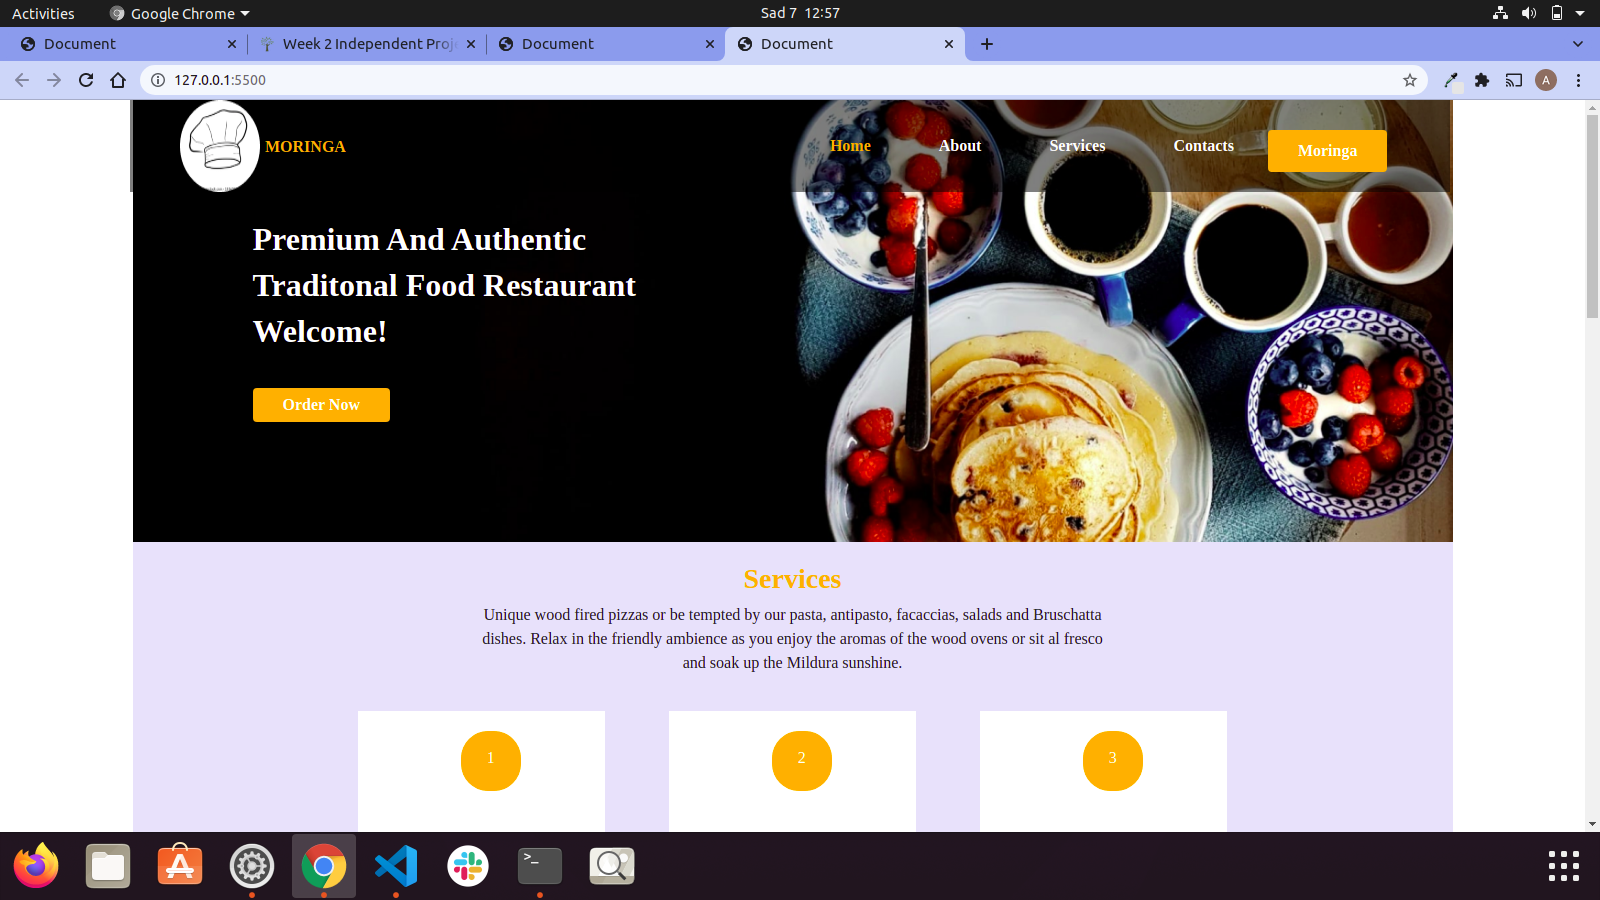 Activities
Google Chrome
Sad 7 12:57
Document
Week 2 Independent Proje
Document
Document
127.0.0.1:5500
A
MORINGA
Home
About
Services
Contacts
Moringa
Premium And Authentic
Traditonal Food Restaurant
Welcome!
Order Now
Services
Unique wood fired pizzas or be tempted by our pasta, antipasto, facaccias, salads and Bruschatta
dishes. Relax in the friendly ambience as you enjoy the aromas of the wood ovens or sit al fresco
and soak up the Mildura sunshine.
1
2
3